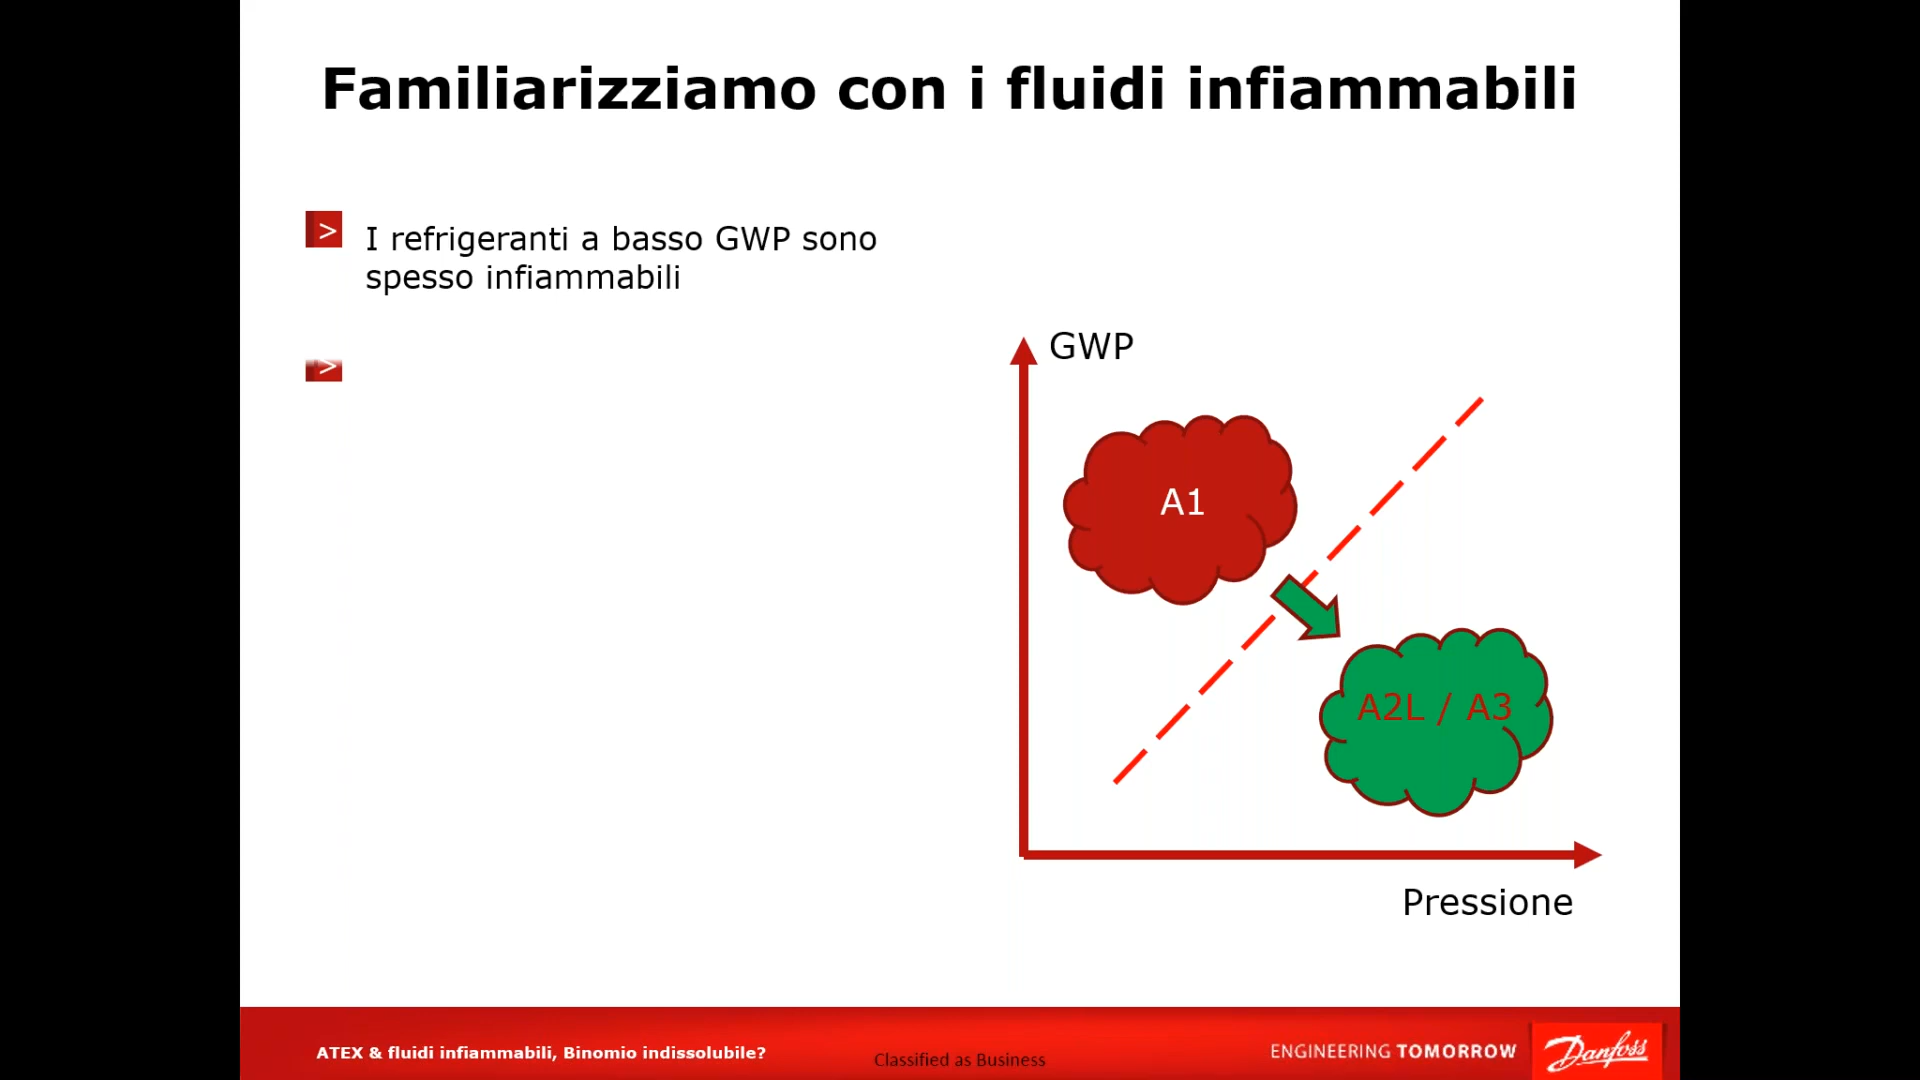 Familiarizziamo con i fluidi infiammabili
> I refrigeranti a basso GWP sono
spesso infiammabili
>
GWP
A1
A2L / A3
Pressione
ATEX & fluidi infiammabili, Binomio indissolubile?
Classified as Business
ENGINEERING TOMORROW
Danfoss